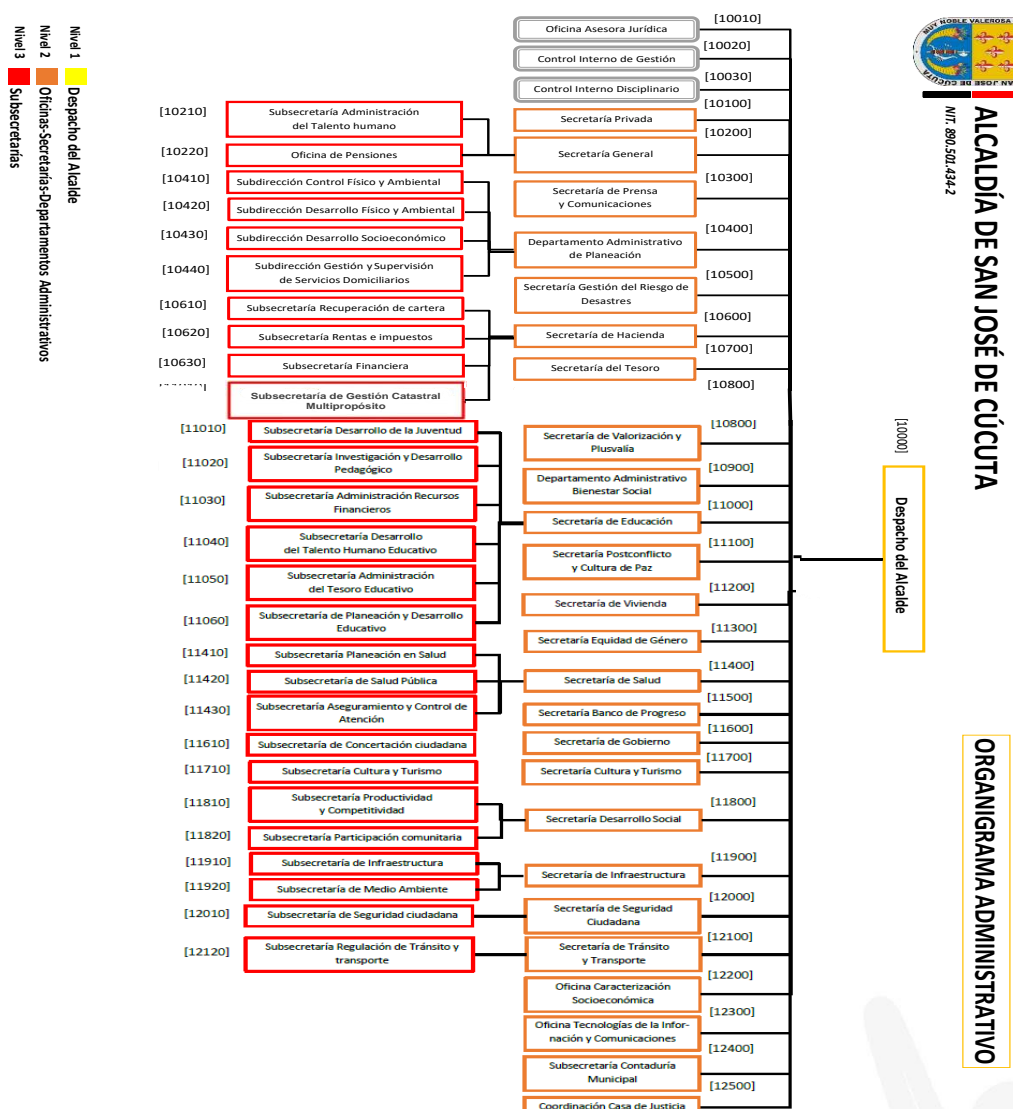 MUY NOBLE VALEROSA
SAN JOSE DE CÚCUTA
ALCALDÍA DE SAN JOSÉ DE CÚCUTA
NIT. 890.501.434-2
ORGANIGRAMA ADMINISTRATIVO
[10000]
Despacho del Alcalde
[10010]
Oficina Asesora Jurídica
[10020]
Control Interno de Gestión
[10030]
Control Interno Disciplinario
[10100]
Secretaría Privada
[10200]
Secretaría General
[10210]
Subsecretaría Administración
del Talento humano
[10220]
Oficina de Pensiones
[10300]
Secretaría de Prensa
y Comunicaciones
[10400]
Departamento Administrativo
de Planeación
[10410]
Subdirección Control Físico y Ambiental
[10420]
Subdirección Desarrollo Físico y Ambiental
[10430]
Subdirección Desarrollo Socioeconómico
[10440]
Subdirección Gestión y Supervisión
de Servicios Domiciliarios
[10500]
Secretaría Gestión del Riesgo de
Desastres
[10600]
Secretaría de Hacienda
[10610]
Subsecretaría Recuperación de cartera
[10620]
Subsecretaría Rentas e impuestos
[10630]
Subsecretaría Financiera
Subsecretaría de Gestión Catastral
Multipropósito
[10700]
Secretaría del Tesoro
[10800]
[10800]
Secretaría de Valorización y
Plusvalía
[10900]
Departamento Administrativo
Bienestar Social
[11000]
Secretaría de Educación
[11010]
Subsecretaría Desarrollo de la Juventud
[11020]
Subsecretaría Investigación y Desarrollo
Pedagógico
[11030]
Subsecretaría Administración Recursos
Financieros
[11040]
Subsecretaría Desarrollo
del Talento Humano Educativo
[11050]
Subsecretaría Administración
del Tesoro Educativo
[11060]
Subsecretaría de Planeación y Desarrollo
Educativo
[11100]
Secretaría Postconflicto
y Cultura de Paz
[11200]
Secretaría de Vivienda
[11300]
Secretaría Equidad de Género
[11400]
Secretaría de Salud
[11410]
Subsecretaría Planeación en Salud
[11420]
Subsecretaría de Salud Pública
[11430]
Subsecretaría Aseguramiento y Control de
Atención
[11500]
Secretaría Banco de Progreso
[11600]
Secretaría de Gobierno
[11610]
Subsecretaría de Concertación ciudadana
[11700]
Secretaría Cultura y Turismo
[11710]
Subsecretaría Cultura y Turismo
[11800]
Secretaría Desarrollo Social
[11810]
Subsecretaría Productividad
y Competitividad
[11820]
Subsecretaría Participación comunitaria
[11900]
Secretaría de Infraestructura
[11910]
Subsecretaría de Infraestructura
[11920]
Subsecretaría de Medio Ambiente
[12000]
Secretaría de Seguridad
Ciudadana
[12010]
Subsecretaría de Seguridad ciudadana
[12100]
Secretaría de Tránsito
y Transporte
[12120]
Subsecretaría Regulación de Tránsito y
transporte
[12200]
Oficina Caracterización
Socioeconómica
[12300]
Oficina Tecnologías de la Infor-
nación y Comunicaciones
[12400]
Subsecretaría Contaduría
Municipal
[12500]
Coordinación Casa de Justicia
Nivel 1 Despacho del Alcalde
Nivel 2 Oficinas-Secretarías-Departamentos Administrativos
Nivel 3 Subsecretarías